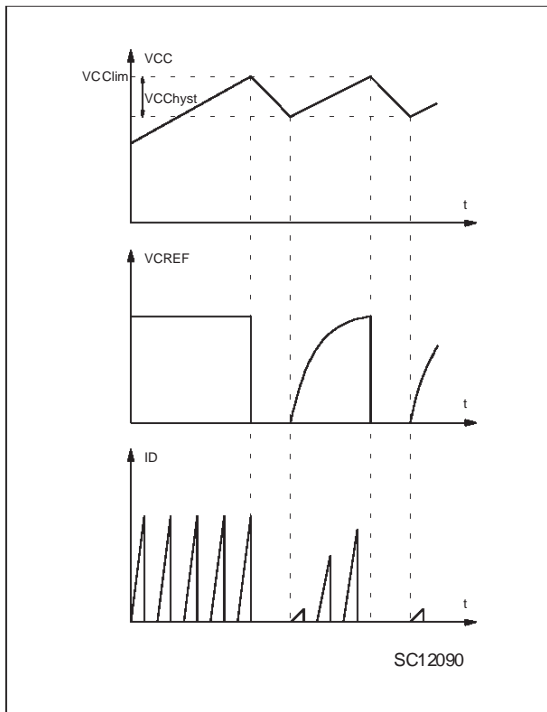 VCC
VCClim
VCChyst
t
VCREF
t
ID
t
SC12090